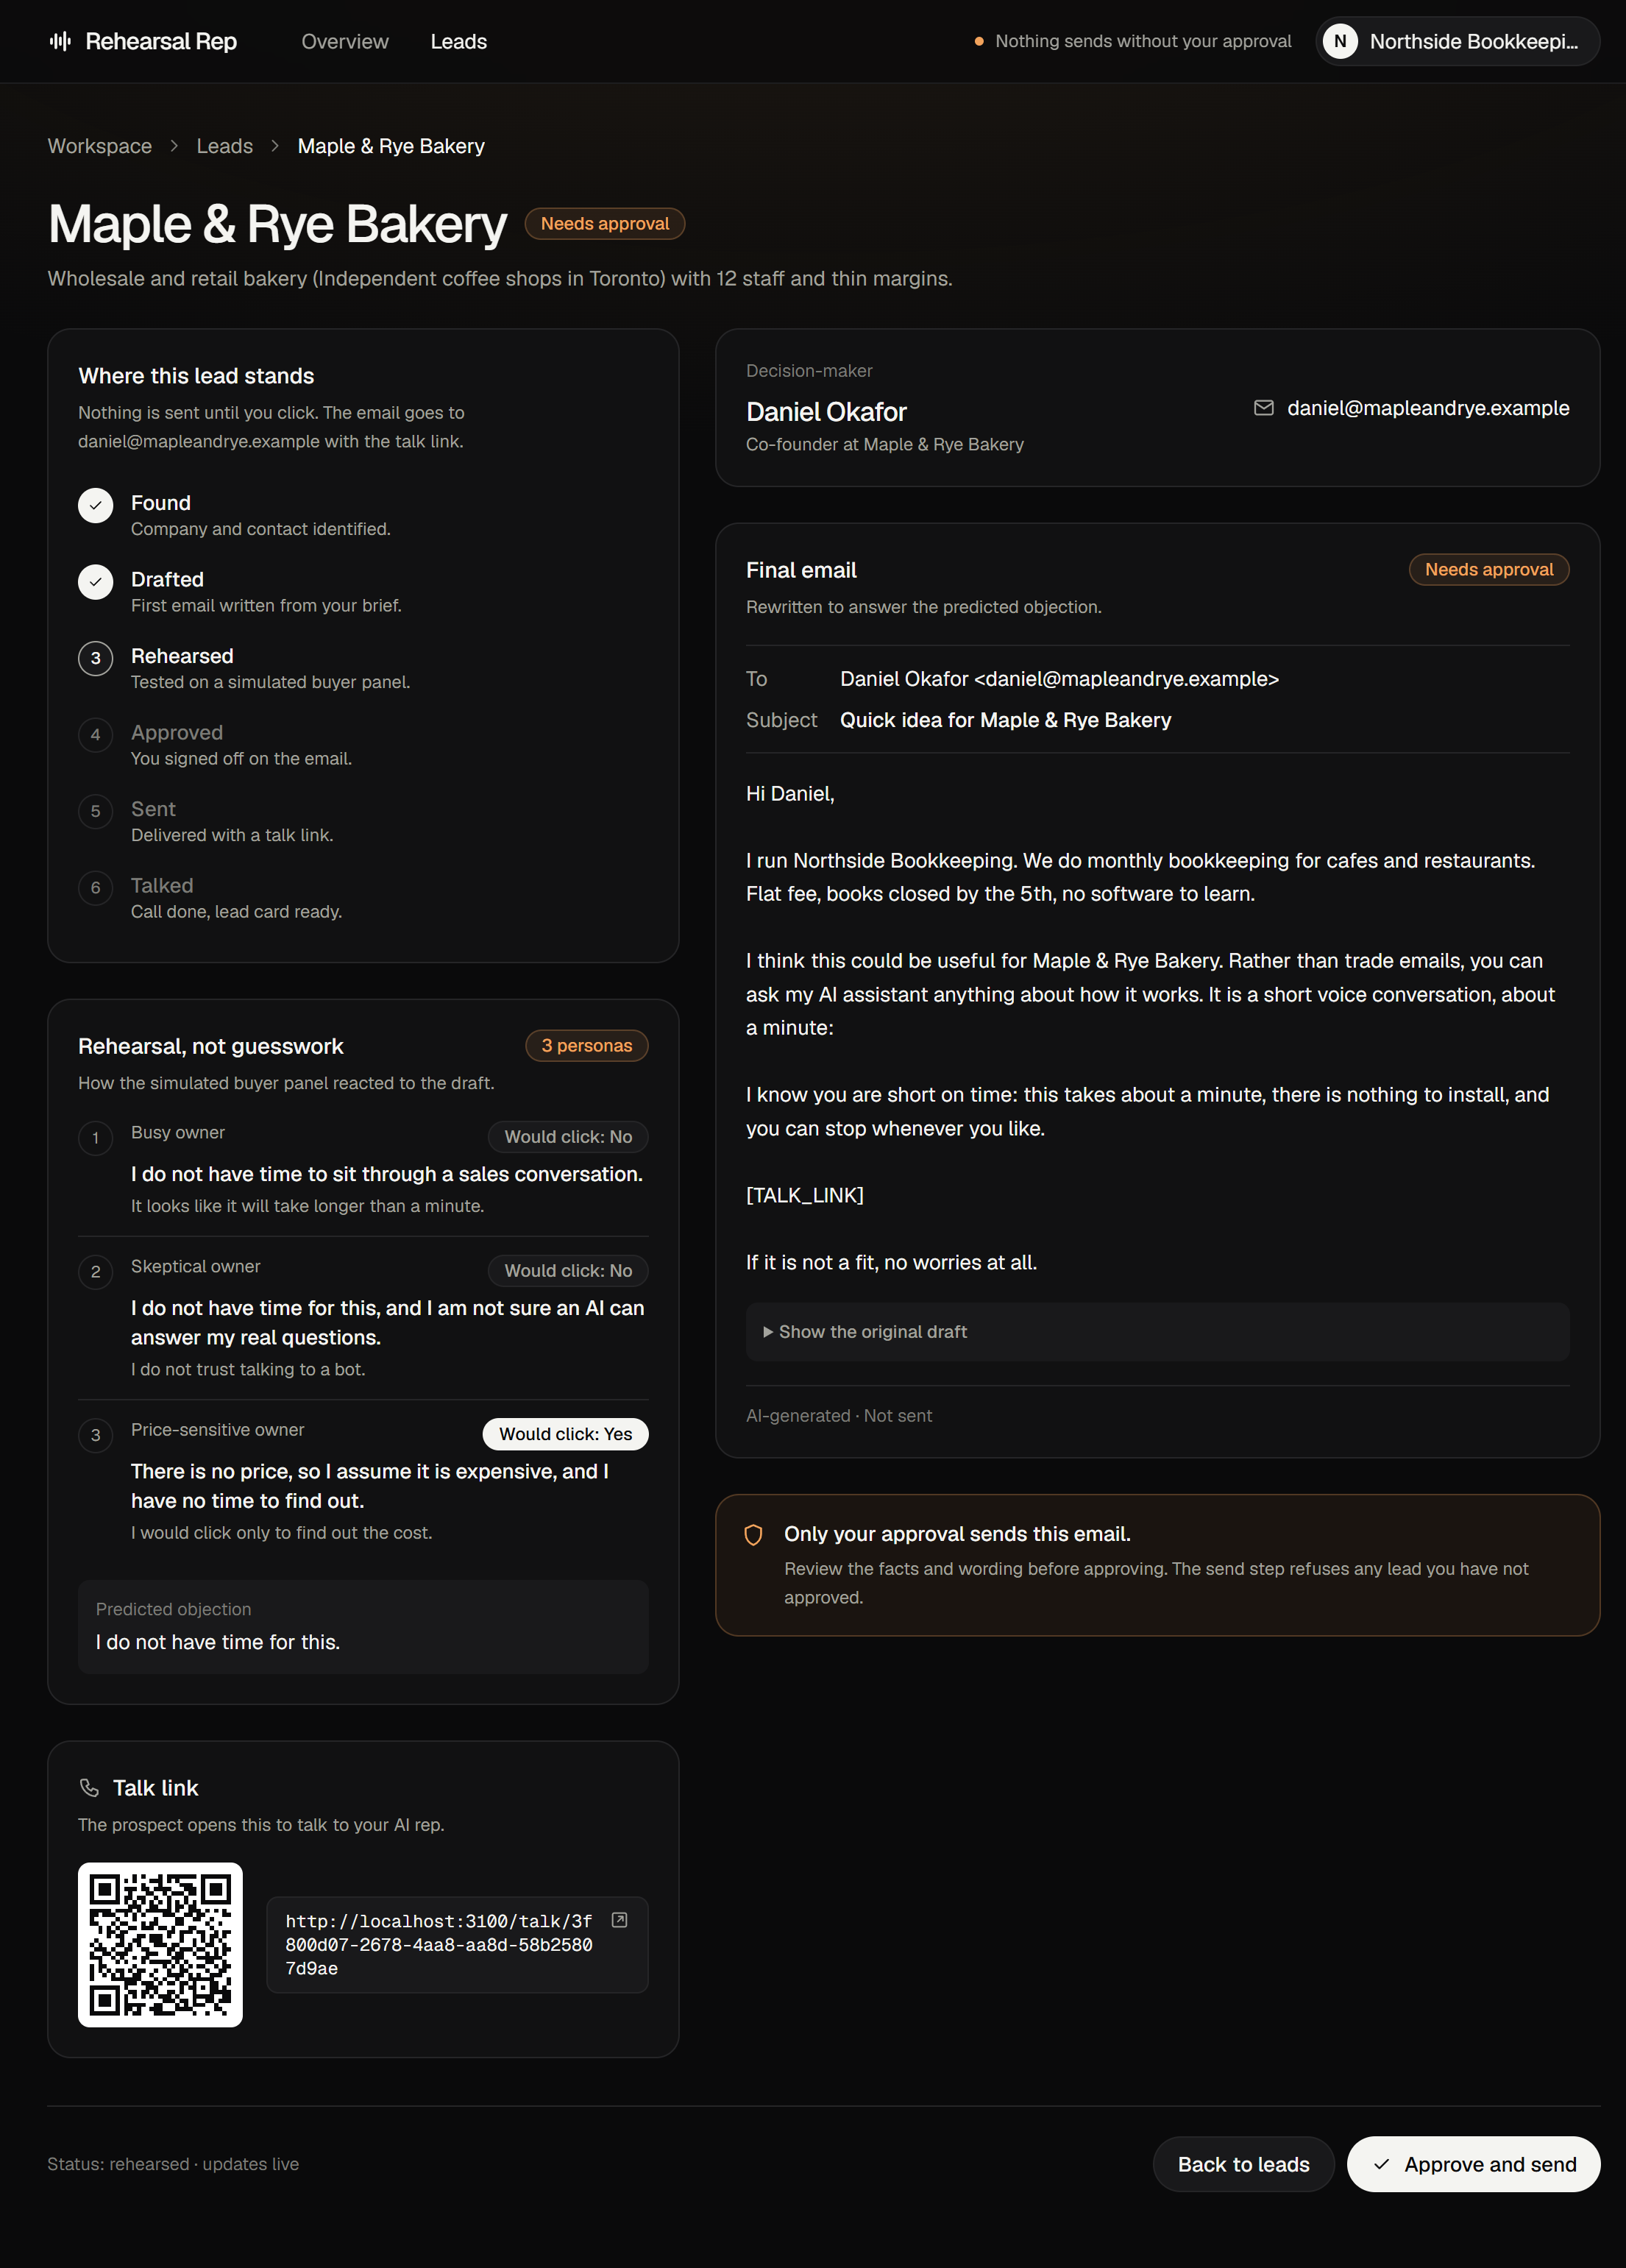 Rehearsal Rep
Overview
Leads
Nothing sends without your approval
N
Northside Bookkeepi...
Workspace > Leads > Maple & Rye Bakery
Maple & Rye Bakery
Needs approval
Wholesale and retail bakery (Independent coffee shops in Toronto) with 12 staff and thin margins.
Where this lead stands
Nothing is sent until you click. The email goes to
daniel@mapleandrye.example with the talk link.
Found
Company and contact identified.
Drafted
First email written from your brief.
3
Rehearsed
Tested on a simulated buyer panel.
4
Approved
You signed off on the email.
5
Sent
Delivered with a talk link.
6
Talked
Call done, lead card ready.
Rehearsal, not guesswork
3 personas
How the simulated buyer panel reacted to the draft.
1
Busy owner
Would click: No
I do not have time to sit through a sales conversation.
It looks like it will take longer than a minute.
2
Skeptical owner
Would click: No
I do not have time for this, and I am not sure an AI can
answer my real questions.
I do not trust talking to a bot.
3
Price-sensitive owner
Would click: Yes
There is no price, so I assume it is expensive, and I
have no time to find out.
I would click only to find out the cost.
Predicted objection
I do not have time for this.
Talk link
The prospect opens this to talk to your AI rep.
http://localhost:3100/talk/3f
800d07-2678-4aa8-aa8d-58b2580
7d9ae
Decision-maker
Daniel Okafor
Co-founder at Maple & Rye Bakery
daniel@mapleandrye.example
Final email
Needs approval
Rewritten to answer the predicted objection.
To
Daniel Okafor <daniel@mapleandrye.example>
Subject
Quick idea for Maple & Rye Bakery
Hi Daniel,
I run Northside Bookkeeping. We do monthly bookkeeping for cafes and restaurants.
Flat fee, books closed by the 5th, no software to learn.
I think this could be useful for Maple & Rye Bakery. Rather than trade emails, you can
ask my AI assistant anything about how it works. It is a short voice conversation, about
a minute:
I know you are short on time: this takes about a minute, there is nothing to install, and
you can stop whenever you like.
[TALK_LINK]
If it is not a fit, no worries at all.
Show the original draft
AI-generated · Not sent
Only your approval sends this email.
Review the facts and wording before approving. The send step refuses any lead you have not
approved.
Status: rehearsed · updates live
Back to leads
Approve and send